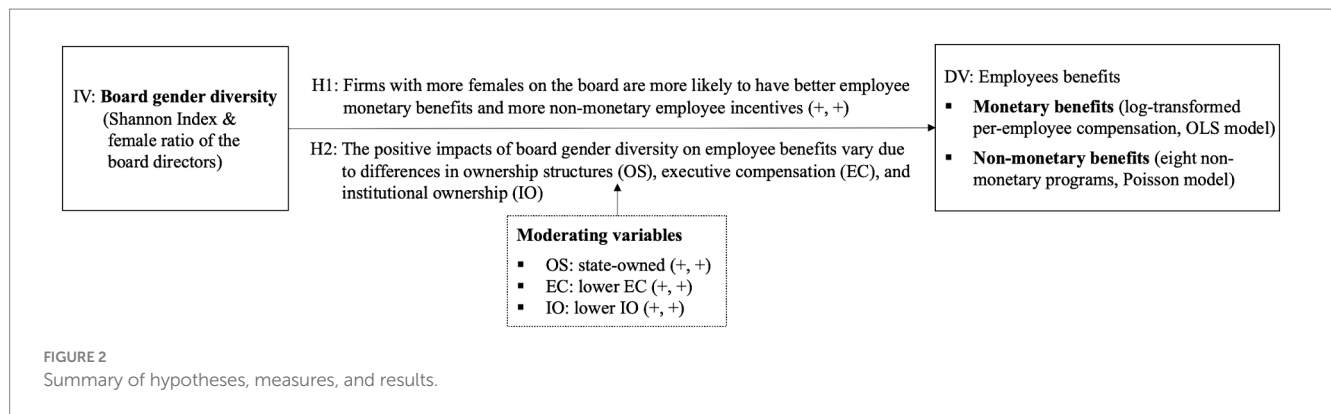 IV: Board gender diversity
(Shannon Index &
female ratio of the
board directors)
H1: Firms with more females on the board are more likely to have better employee
monetary benefits and more non-monetary employee incentives (+, +)
H2: The positive impacts of board gender diversity on employee benefits vary due
to differences in ownership structures (OS), executive compensation (EC), and
institutional ownership (IO)
Moderating variables
▪ OS: state-owned (+, +)
▪ EC: lower EC (+, +)
▪ IO: lower IO (+, +)
DV: Employees benefits
▪ Monetary benefits (log-transformed
per-employee compensation, OLS model)
▪ Non-monetary benefits (eight non-
monetary programs, Poisson model)
FIGURE 2
Summary of hypotheses, measures, and results.